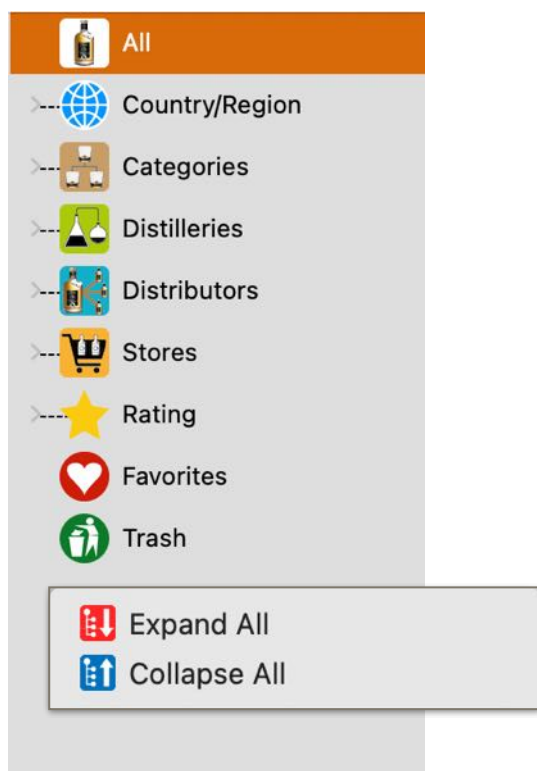 All
Country/Region
Categories
Distilleries
Distributors
Stores
Rating
Favorites
Trash
Expand All
Collapse All